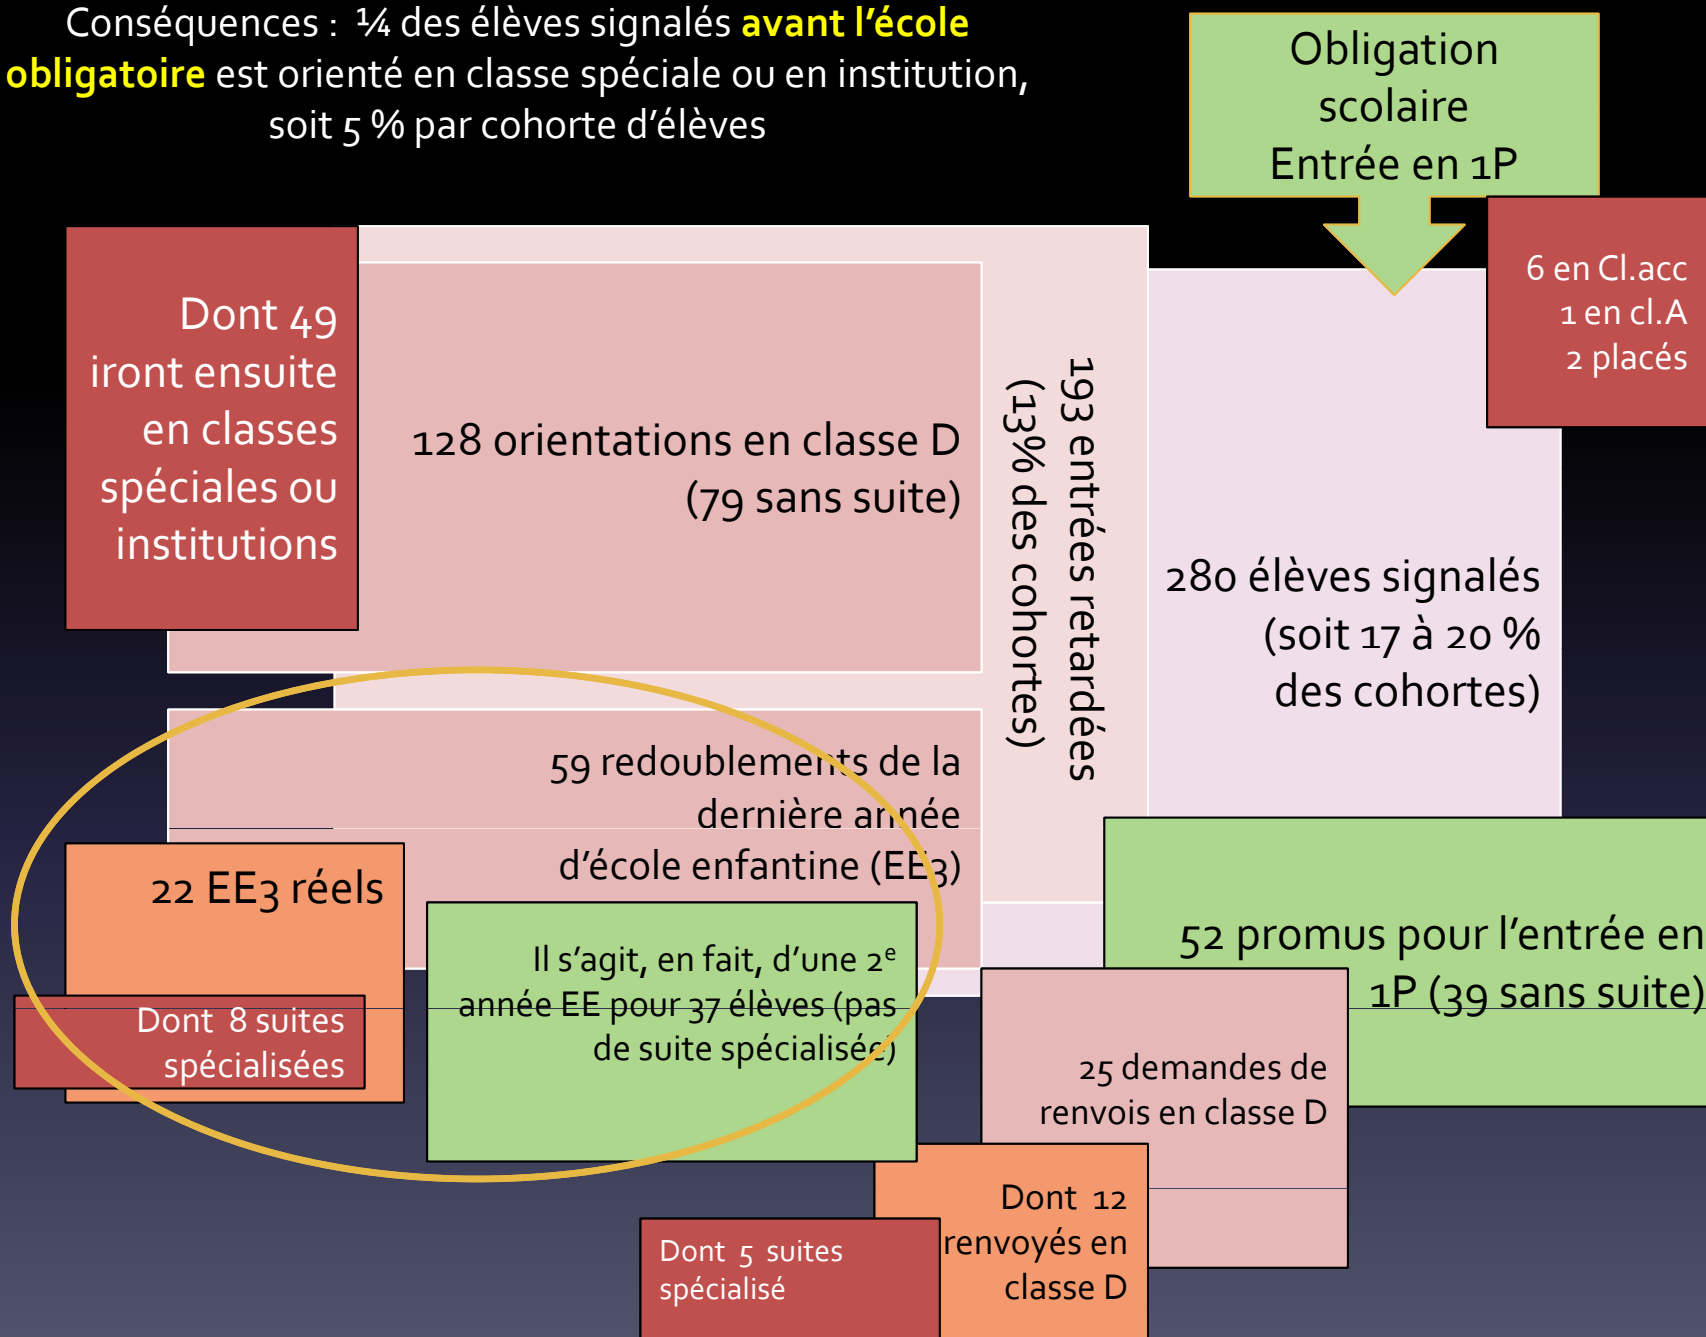 Conséquences : ¼ des élèves signalés avant l'école
obligatoire est orienté en classe spéciale ou en institution,
soit 5 % par cohorte d'élèves
Obligation
scolaire
Entrée en 1P
6 en Cl.acc
1 en cl.A
2 placés
Dont 49
iront ensuite
en classes
spéciales ou
institutions
128 orientations en classe D
(79 sans suite)
193 entrées retardées
(13% des cohortes)
280 élèves signalés
(soit 17 à 20 %
des cohortes)
59 redoublements de la
dernière année
d'école enfantine (EE3)
22 EE3 réels
Dont 8 suites
spécialisées
Il s'agit, en fait, d'une 2e
année EE pour 37 élèves (pas
de suite spécialisée)
52 promus pour l'entrée en
1P (39 sans suite)
25 demandes de
renvois en classe D
Dont 12
renvoyés en
classe D
Dont 5 suites
spécialisé